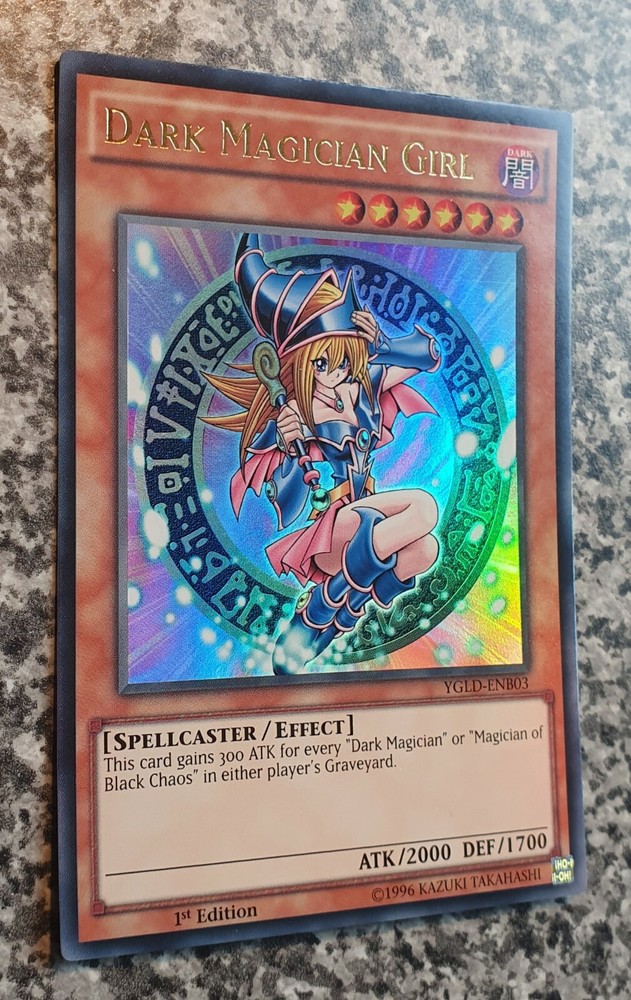 DARK MAGICIAN GIRL
DARK
闇
YGLD-ENB03
[SPELLCASTER / EFFECT]
This card gains 300 ATK for every "Dark Magician" or "Magician of
Black Chaos" in either player's Graveyard.
ATK/2000 DEF/1700
1st Edition
©1996 KAZUKI TAKAHASHI